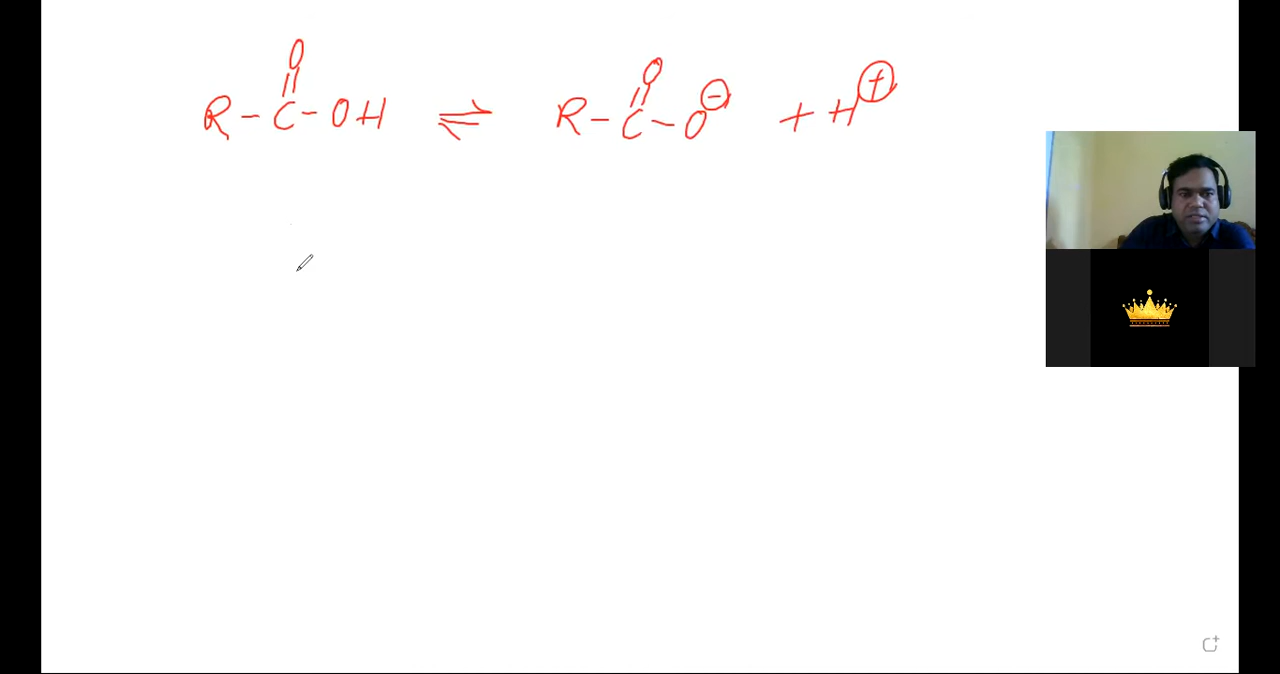 O O
R - C - OH ⇌ R - C - O⊖ + H⊕